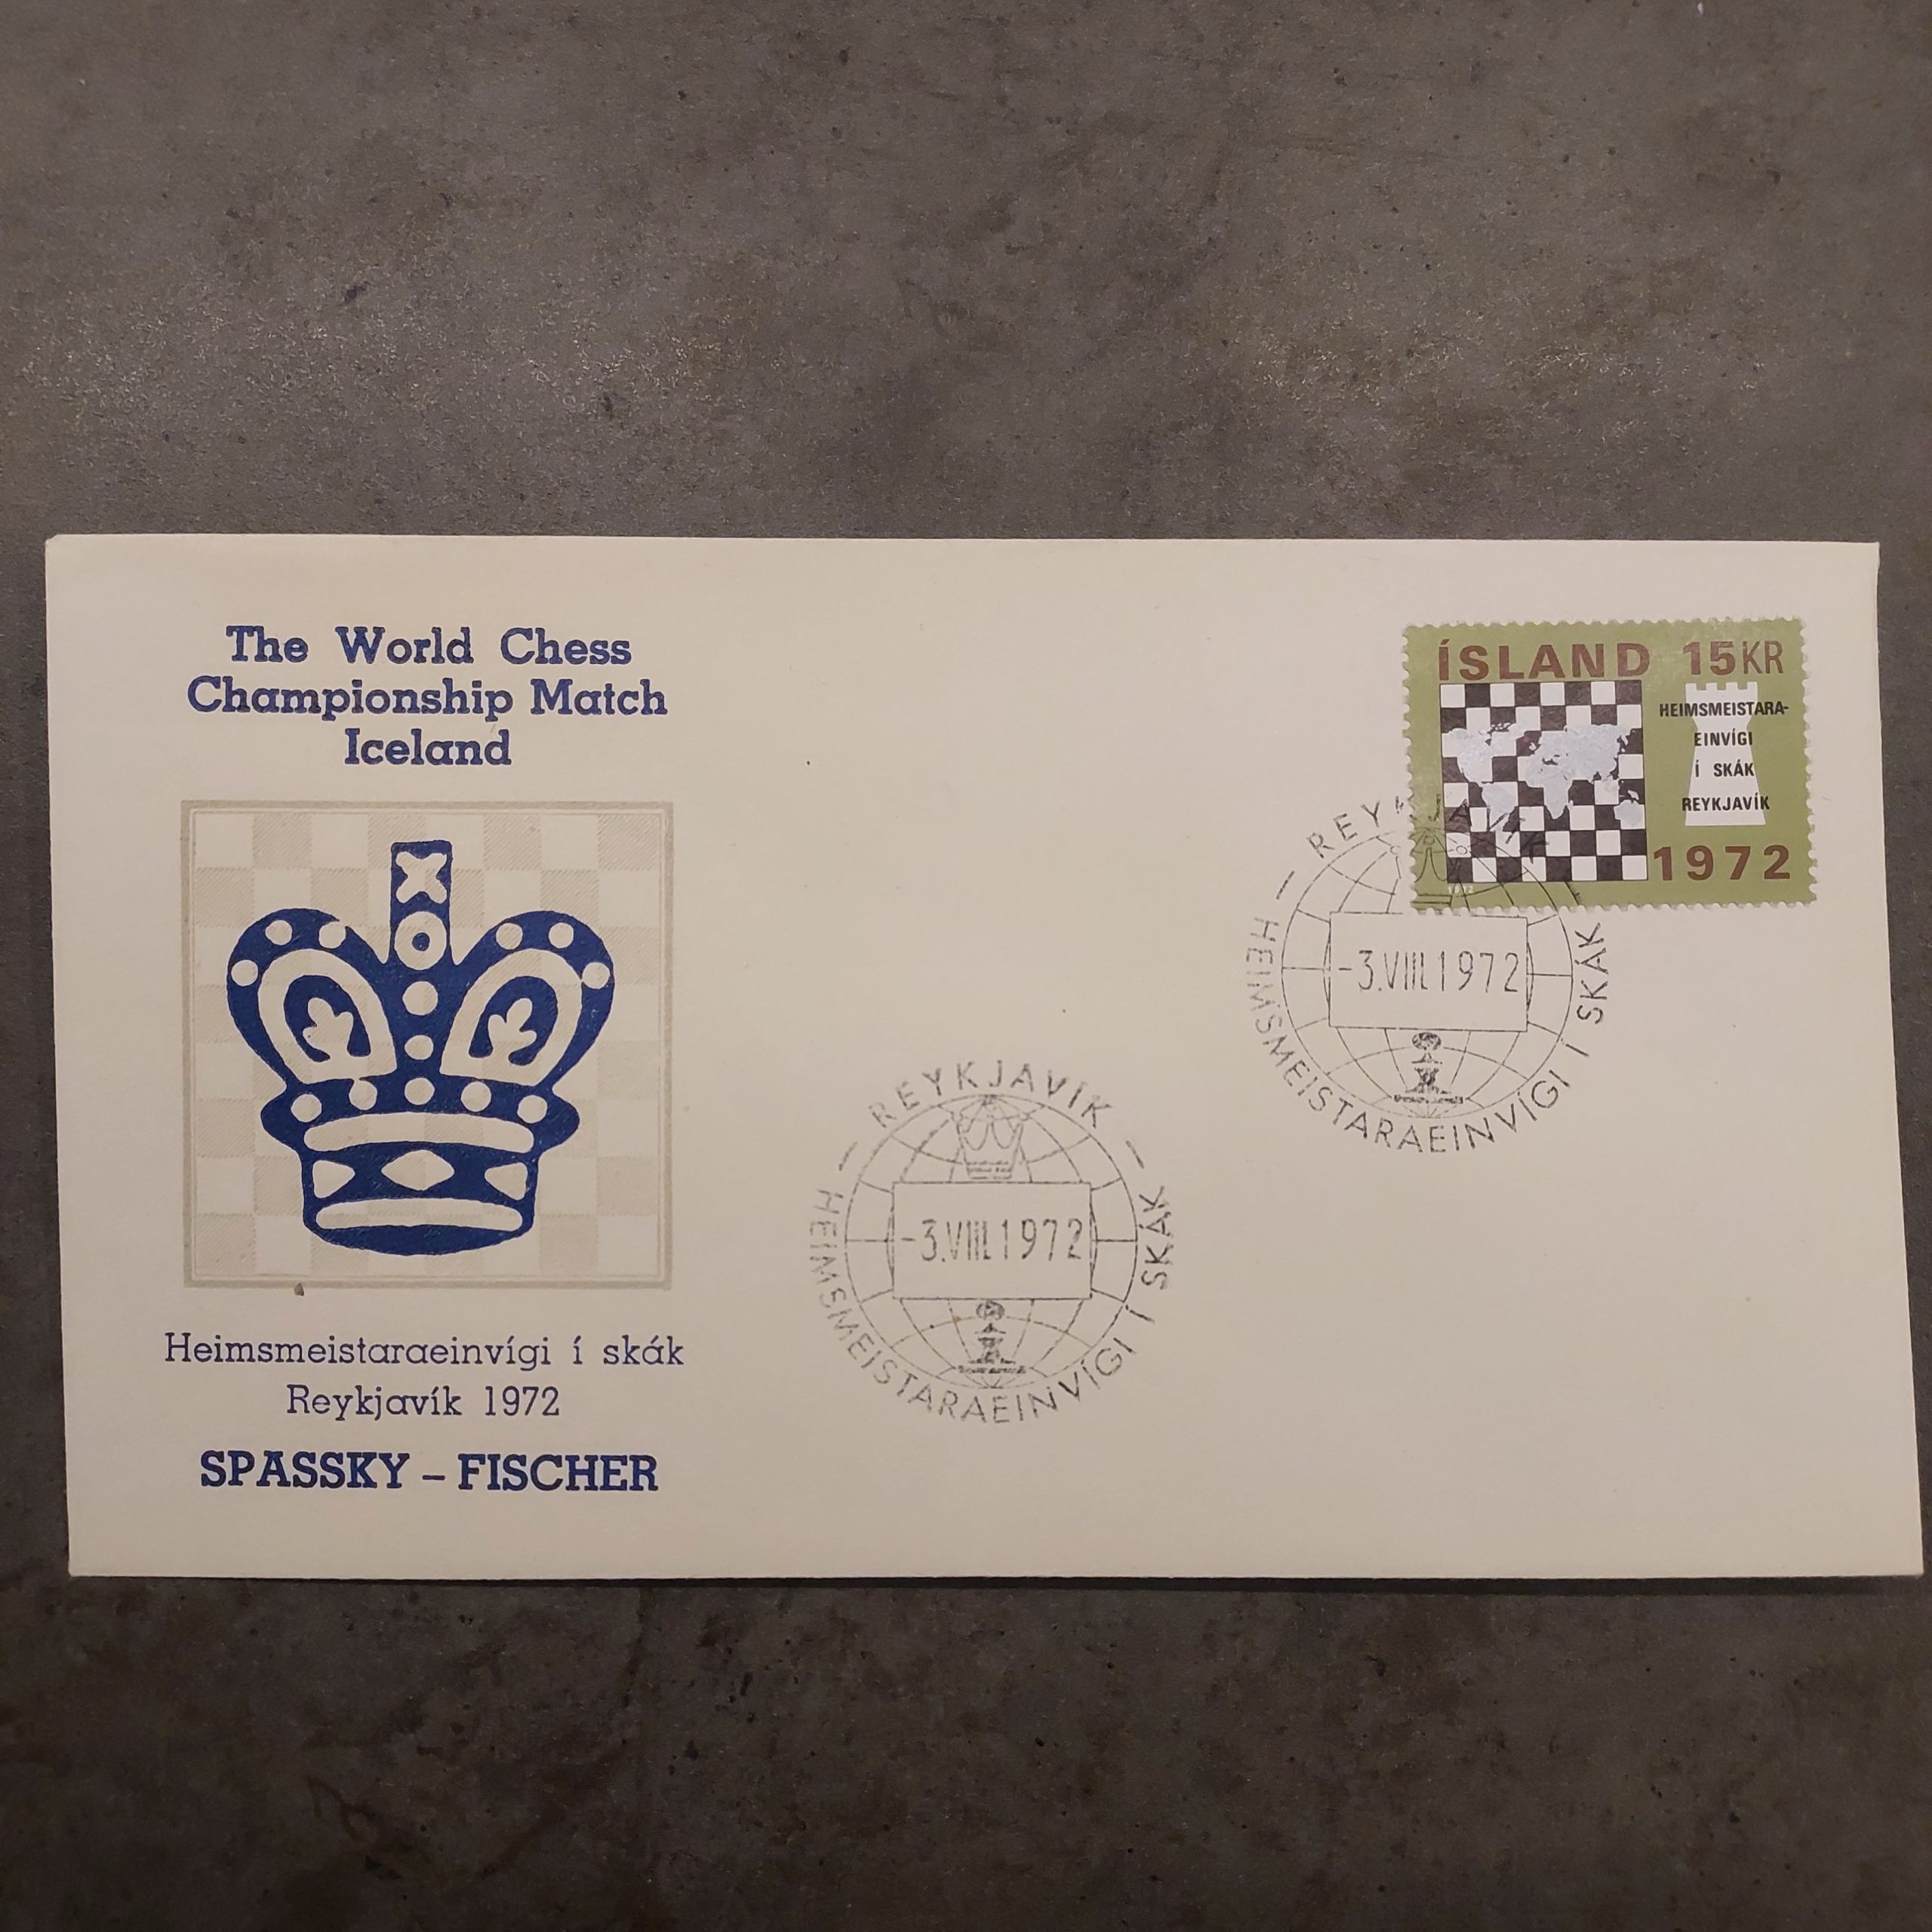 The World Chess
Championship Match
Iceland
Heimsmeistaraeinvígi í skák
Reykjavík 1972
SPASSKY – FISCHER
ÍSLAND 15KR
HEIMSMEISTARA-
EINVÍGI
Í SKÁK
REYKJAVÍK
1972
1972
– REYKJAVÍK –
-3.VIII.1972
HEIMSMEISTARAEINVÍGI Í SKÁK
– REYKJAVÍK –
-3.VIII.1972
HEIMSMEISTARAEINVÍGI Í SKÁK